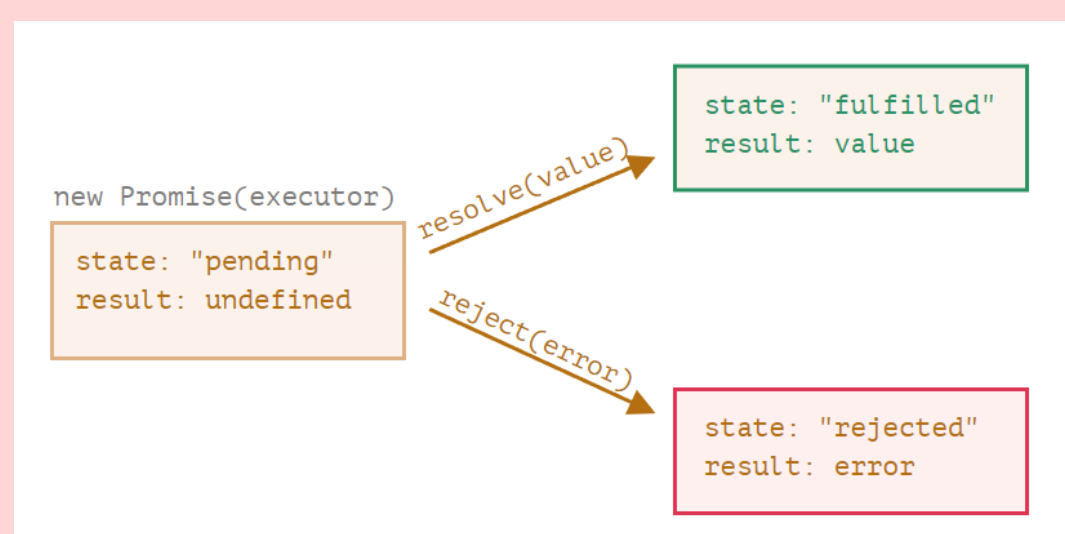 new Promise(executor)
state: "pending"
result: undefined
resolve(value)
reject(error)
state: "fulfilled"
result: value
state: "rejected"
result: error